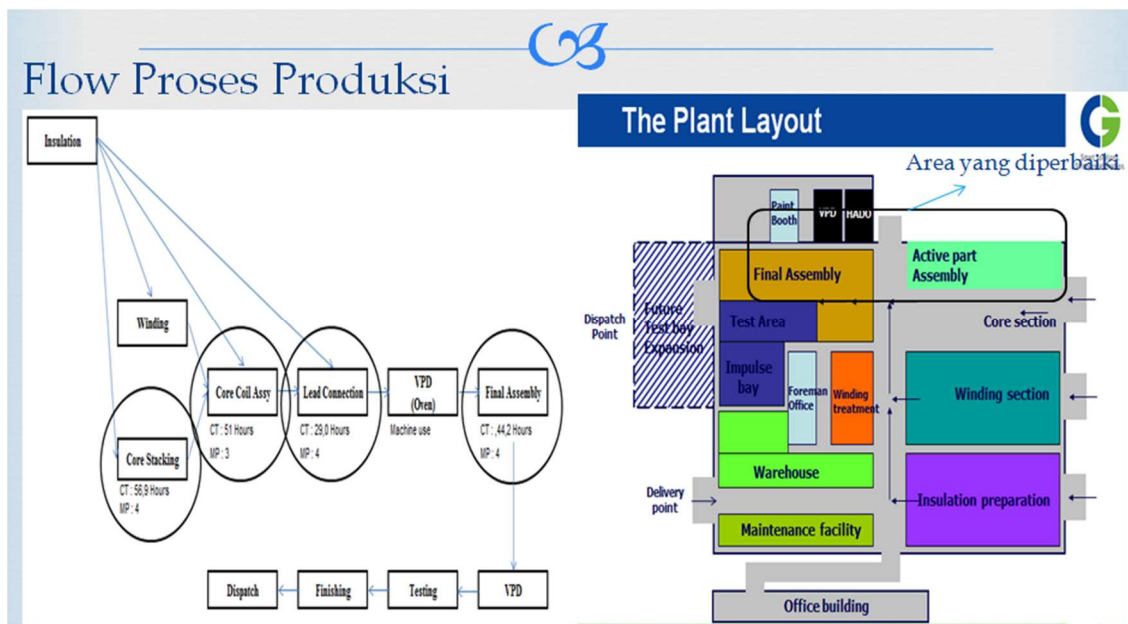 Flow Proses Produksi
Insulation
Winding
Core Stacking
CT : 56,9 Hours
MP : 4
Core Coil Assy
CT : 51 Hours
MP : 3
Lead Connection
CT : 29,0 Hours
MP : 4
VPD
(Oven)
Machine use
Final Assembly
CT : ,44,2 Hours
MP : 4
VPD
Testing
Finishing
Dispatch
The Plant Layout
Area yang diperbaiki
Paint
Booth
VPD
HADO
Active part
Assembly
Final Assembly
Future
Test bay
Expansion
Dispatch
Point
Test Area
Core section
Impulse
bay
Foreman
Office
Winding
treatment
Winding section
Warehouse
Delivery
point
Insulation preparation
Maintenance facility
Office building